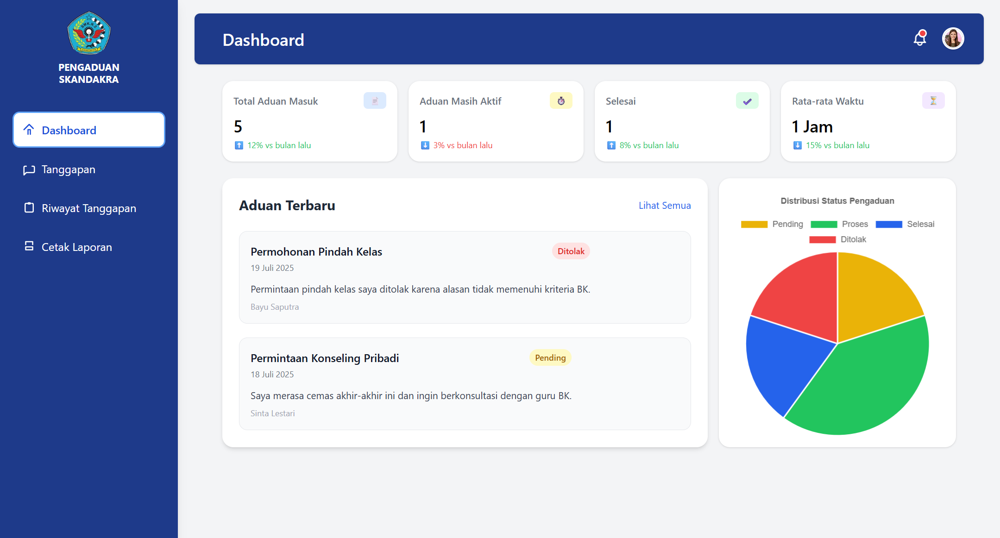 SMK.N 2
PENGADUAN
SKANDAKRA
Dashboard
Tanggapan
Riwayat Tanggapan
Cetak Laporan
Dashboard
Total Aduan Masuk
5
12% vs bulan lalu
Aduan Masih Aktif
1
3% vs bulan lalu
Selesai
1
8% vs bulan lalu
Rata-rata Waktu
1 Jam
15% vs bulan lalu
Aduan Terbaru
Lihat Semua
Permohonan Pindah Kelas
Ditolak
19 Juli 2025
Permintaan pindah kelas saya ditolak karena alasan tidak memenuhi kriteria BK.
Bayu Saputra
Permintaan Konseling Pribadi
Pending
18 Juli 2025
Saya merasa cemas akhir-akhir ini dan ingin berkonsultasi dengan guru BK.
Sinta Lestari
Distribusi Status Pengaduan
Pending
Proses
Selesai
Ditolak